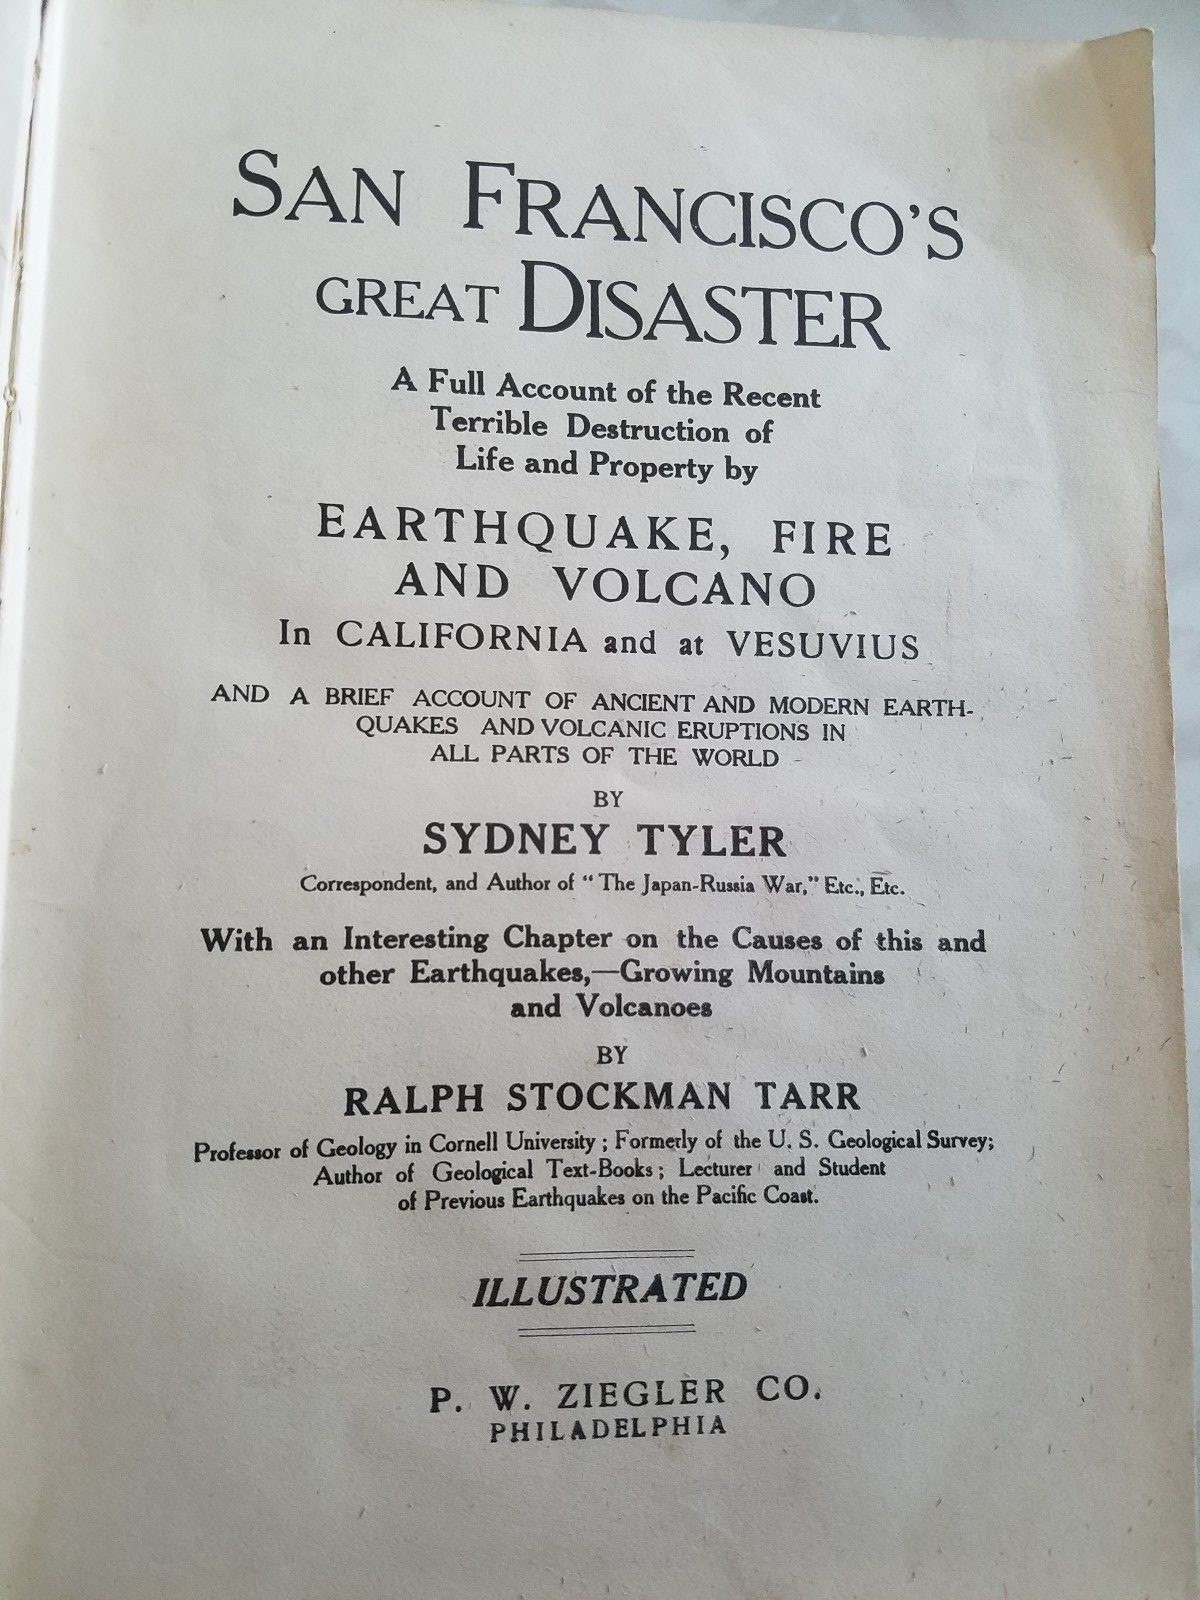 SAN FRANCISCO'S
GREAT DISASTER
A Full Account of the Recent
Terrible Destruction of
Life and Property by
EARTHQUAKE, FIRE
AND VOLCANO
In CALIFORNIA and at VESUVIUS
AND A BRIEF ACCOUNT OF ANCIENT AND MODERN EARTH-
QUAKES AND VOLCANIC ERUPTIONS IN
ALL PARTS OF THE WORLD
BY
SYDNEY TYLER
Correspondent, and Author of "The Japan-Russia War," Etc., Etc.
With an Interesting Chapter on the Causes of this and
other Earthquakes,—Growing Mountains
and Volcanoes
BY
RALPH STOCKMAN TARR
Professor of Geology in Cornell University; Formerly of the U. S. Geological Survey;
Author of Geological Text-Books; Lecturer and Student
of Previous Earthquakes on the Pacific Coast.
ILLUSTRATED
P. W. ZIEGLER CO.
PHILADELPHIA